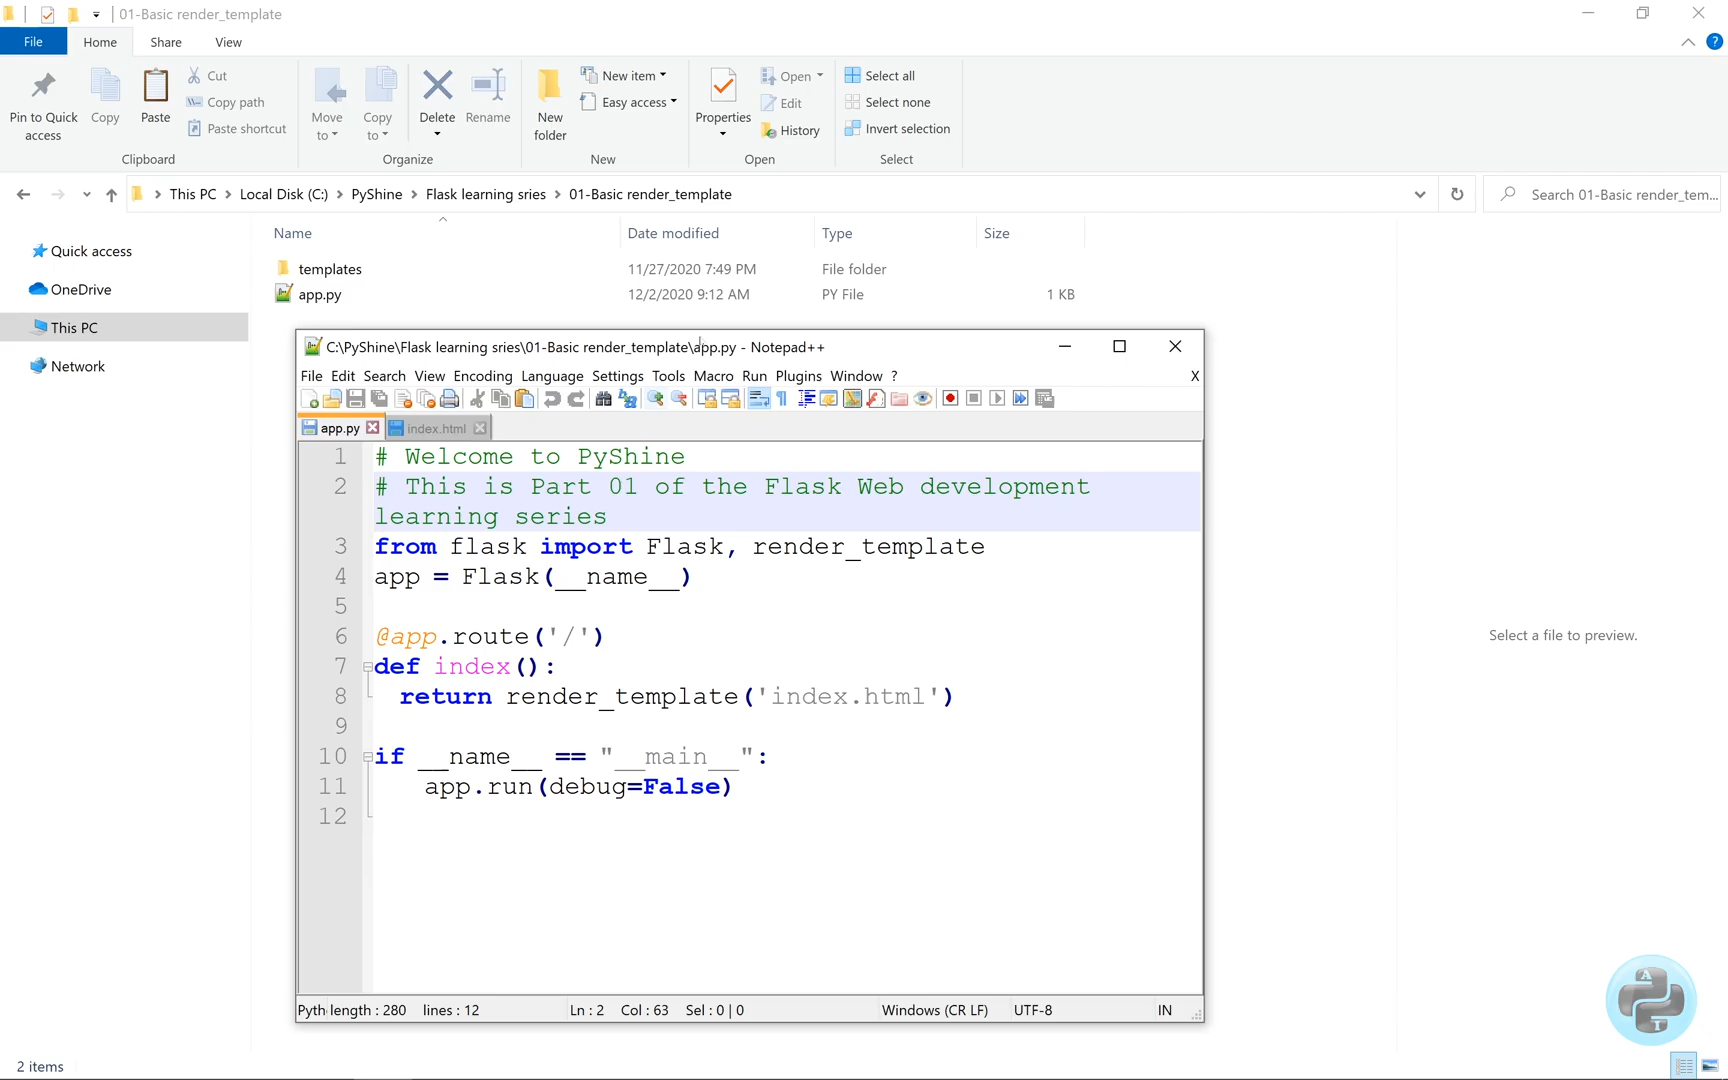 01-Basic render_template
File Home Share View
Pin to Quick access
Copy
Paste
Cut
Copy path
Paste shortcut
Clipboard
Move to
Copy to
Delete
Rename
Organize
New folder
New item
Easy access
New
Properties
Open
Edit
History
Open
Select all
Select none
Invert selection
Select
This PC > Local Disk (C:) > PyShine > Flask learning sries > 01-Basic render_template
Search 01-Basic render_tem...
Quick access
OneDrive
This PC
Network
Name Date modified Type Size
templates 11/27/2020 7:49 PM File folder
app.py 12/2/2020 9:12 AM PY File 1 KB
C:\PyShine\Flask learning sries\01-Basic render_template\app.py - Notepad++
File Edit Search View Encoding Language Settings Tools Macro Run Plugins Window ? X
app.py index.html
1 # Welcome to PyShine
2 # This is Part 01 of the Flask Web development
learning series
3 from flask import Flask, render_template
4 app = Flask(__name__)
5
6 @app.route('/')
7 def index():
8 return render_template('index.html')
9
10 if __name__ == "__main__":
11 app.run(debug=False)
12
Pyth length : 280 lines : 12 Ln : 2 Col : 63 Sel : 0 | 0 Windows (CR LF) UTF-8 IN
Select a file to preview.
A
T
2 items